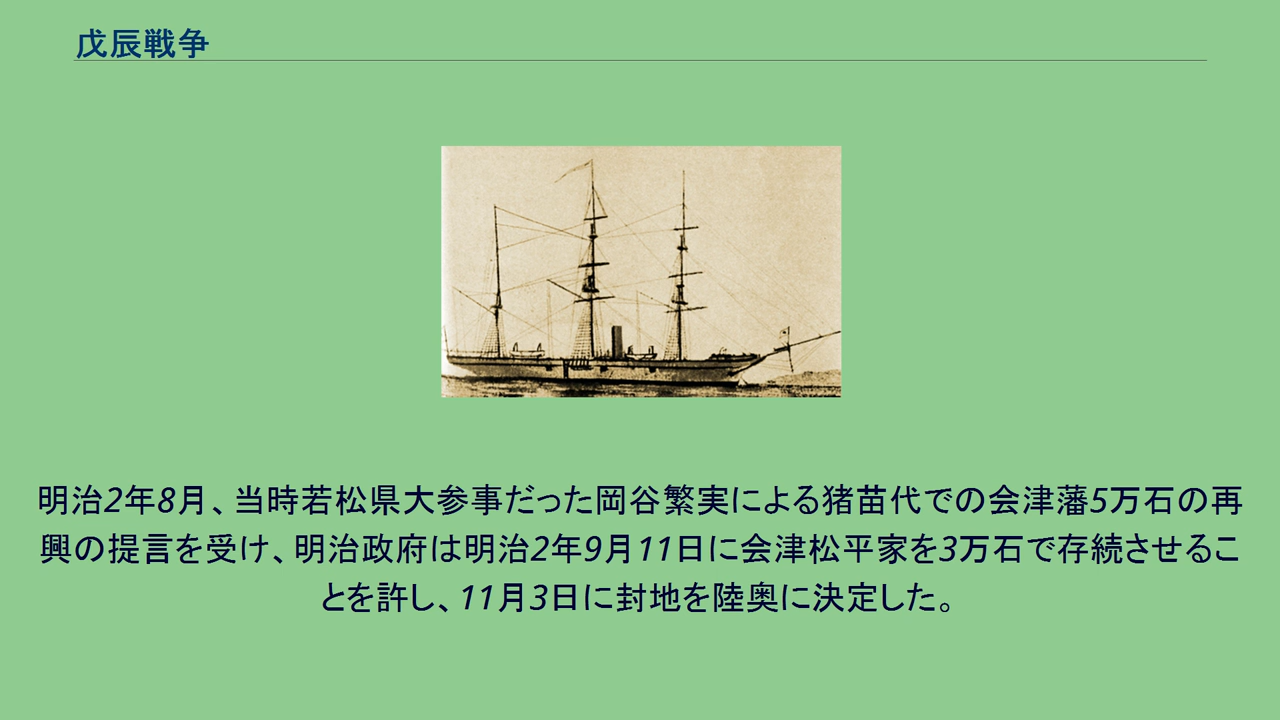 戊辰戦争
明治2年8月、当時若松県大参事だった岡谷繁実による猪苗代での会津藩5万石の再
興の提言を受け、明治政府は明治2年9月11日に会津松平家を3万石で存続させるこ
とを許し、11月3日に封地を陸奥に決定した。